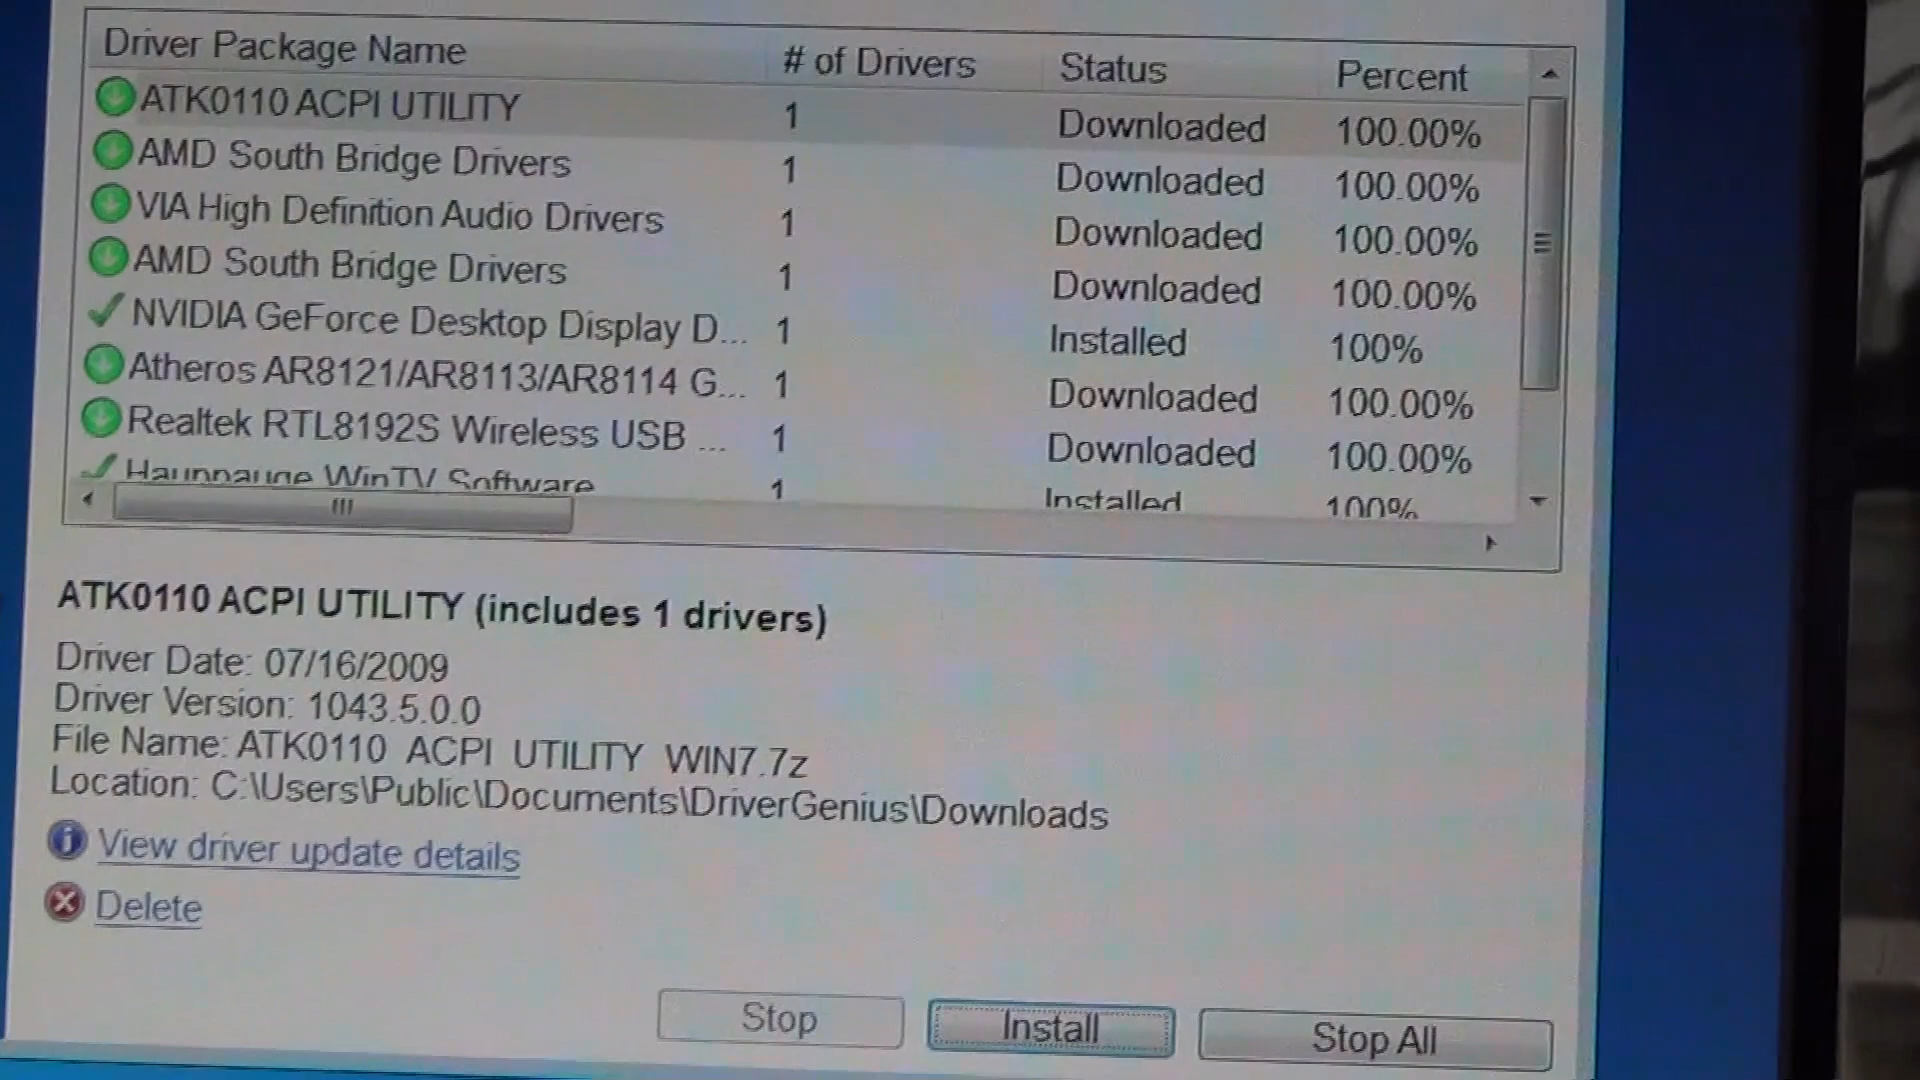 Driver Package Name # of Drivers Status Percent
ATK0110 ACPI UTILITY 1 Downloaded 100.00%
AMD South Bridge Drivers 1 Downloaded 100.00%
VIA High Definition Audio Drivers 1 Downloaded 100.00%
AMD South Bridge Drivers 1 Downloaded 100.00%
NVIDIA GeForce Desktop Display D... 1 Installed 100%
Atheros AR8121/AR8113/AR8114 G... 1 Downloaded 100.00%
Realtek RTL8192S Wireless USB ... 1 Downloaded 100.00%
Hauppauge WinTV Software 1 Installed 100%
ATK0110 ACPI UTILITY (includes 1 drivers)
Driver Date: 07/16/2009
Driver Version: 1043.5.0.0
File Name: ATK0110 ACPI UTILITY WIN7.7z
Location: C:\Users\Public\Documents\DriverGenius\Downloads
View driver update details
Delete
Stop Install Stop All